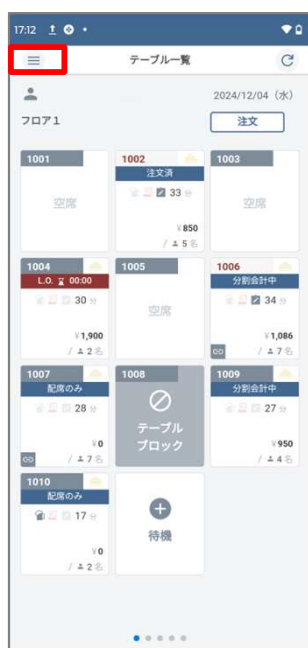 17:12
テーブル一覧
2024/12/04（水）
フロア１
注文
1001
空席
1002
注文済
33 分
¥850
/ 5 名
1003
空席
1004
L.O. 00:00
30 分
¥1,900
/ 2 名
1005
空席
1006
分割会計中
34 分
¥1,086
/ 7 名
1007
配席のみ
28 分
¥0
/ 7 名
1008
テーブル
ブロック
1009
分割会計中
27 分
¥950
/ 4 名
1010
配席のみ
17 分
¥0
/ 2 名
待機